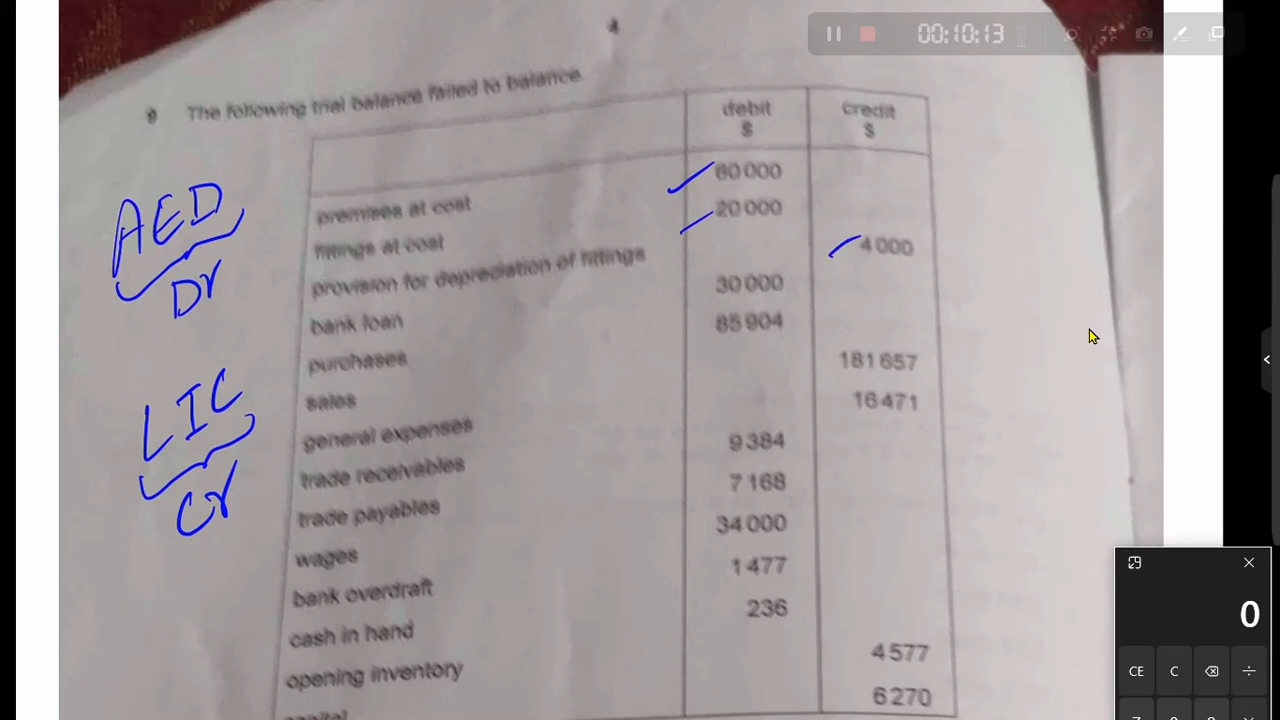 4
00:10:13
9 The following trial balance failed to balance.
debit credit
$ $
premises at cost 60 000
fittings at cost 20 000
provision for depreciation of fittings 4 000
bank loan 30 000
purchases 85 904
sales 181 657
general expenses 16 471
trade receivables 9 384
trade payables 7 168
wages 34 000
bank overdraft 1 477
cash in hand 236
opening inventory 4 577
capital 6 270
AED
Dr
LIC
Cr
0
CE C ÷